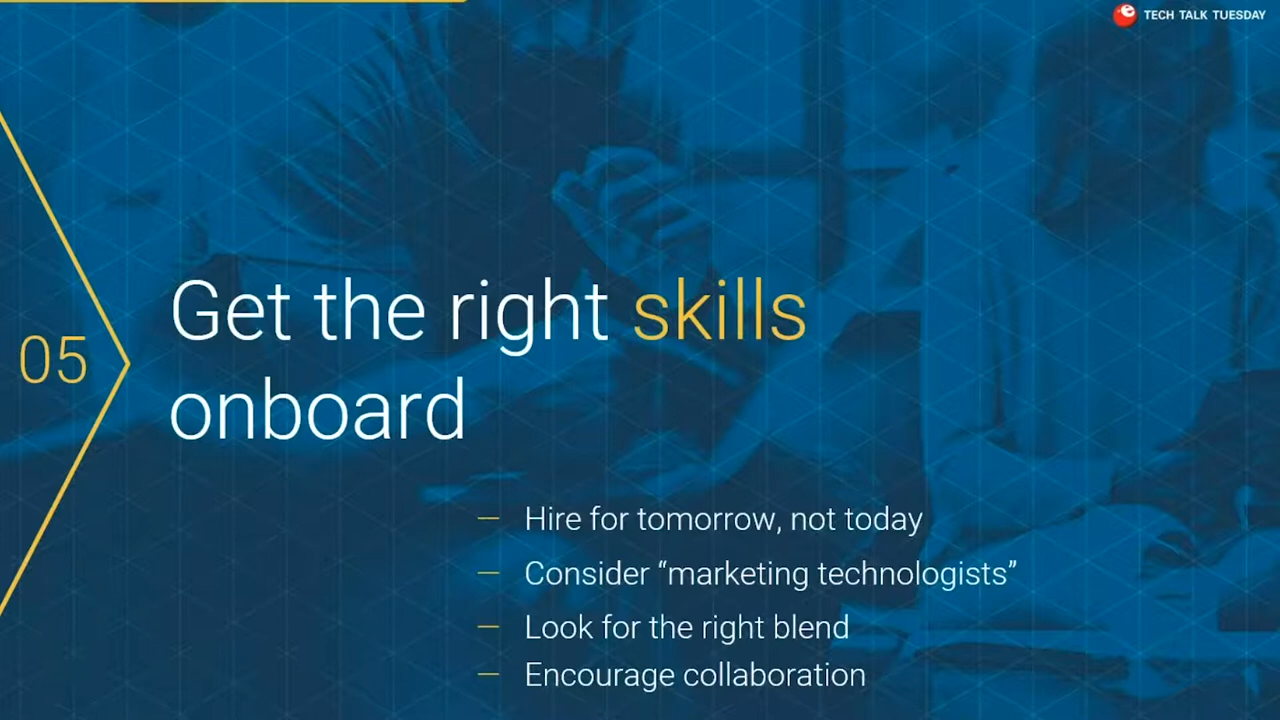 TECH TALK TUESDAY
05
Get the right skills
onboard
— Hire for tomorrow, not today
— Consider “marketing technologists”
— Look for the right blend
— Encourage collaboration